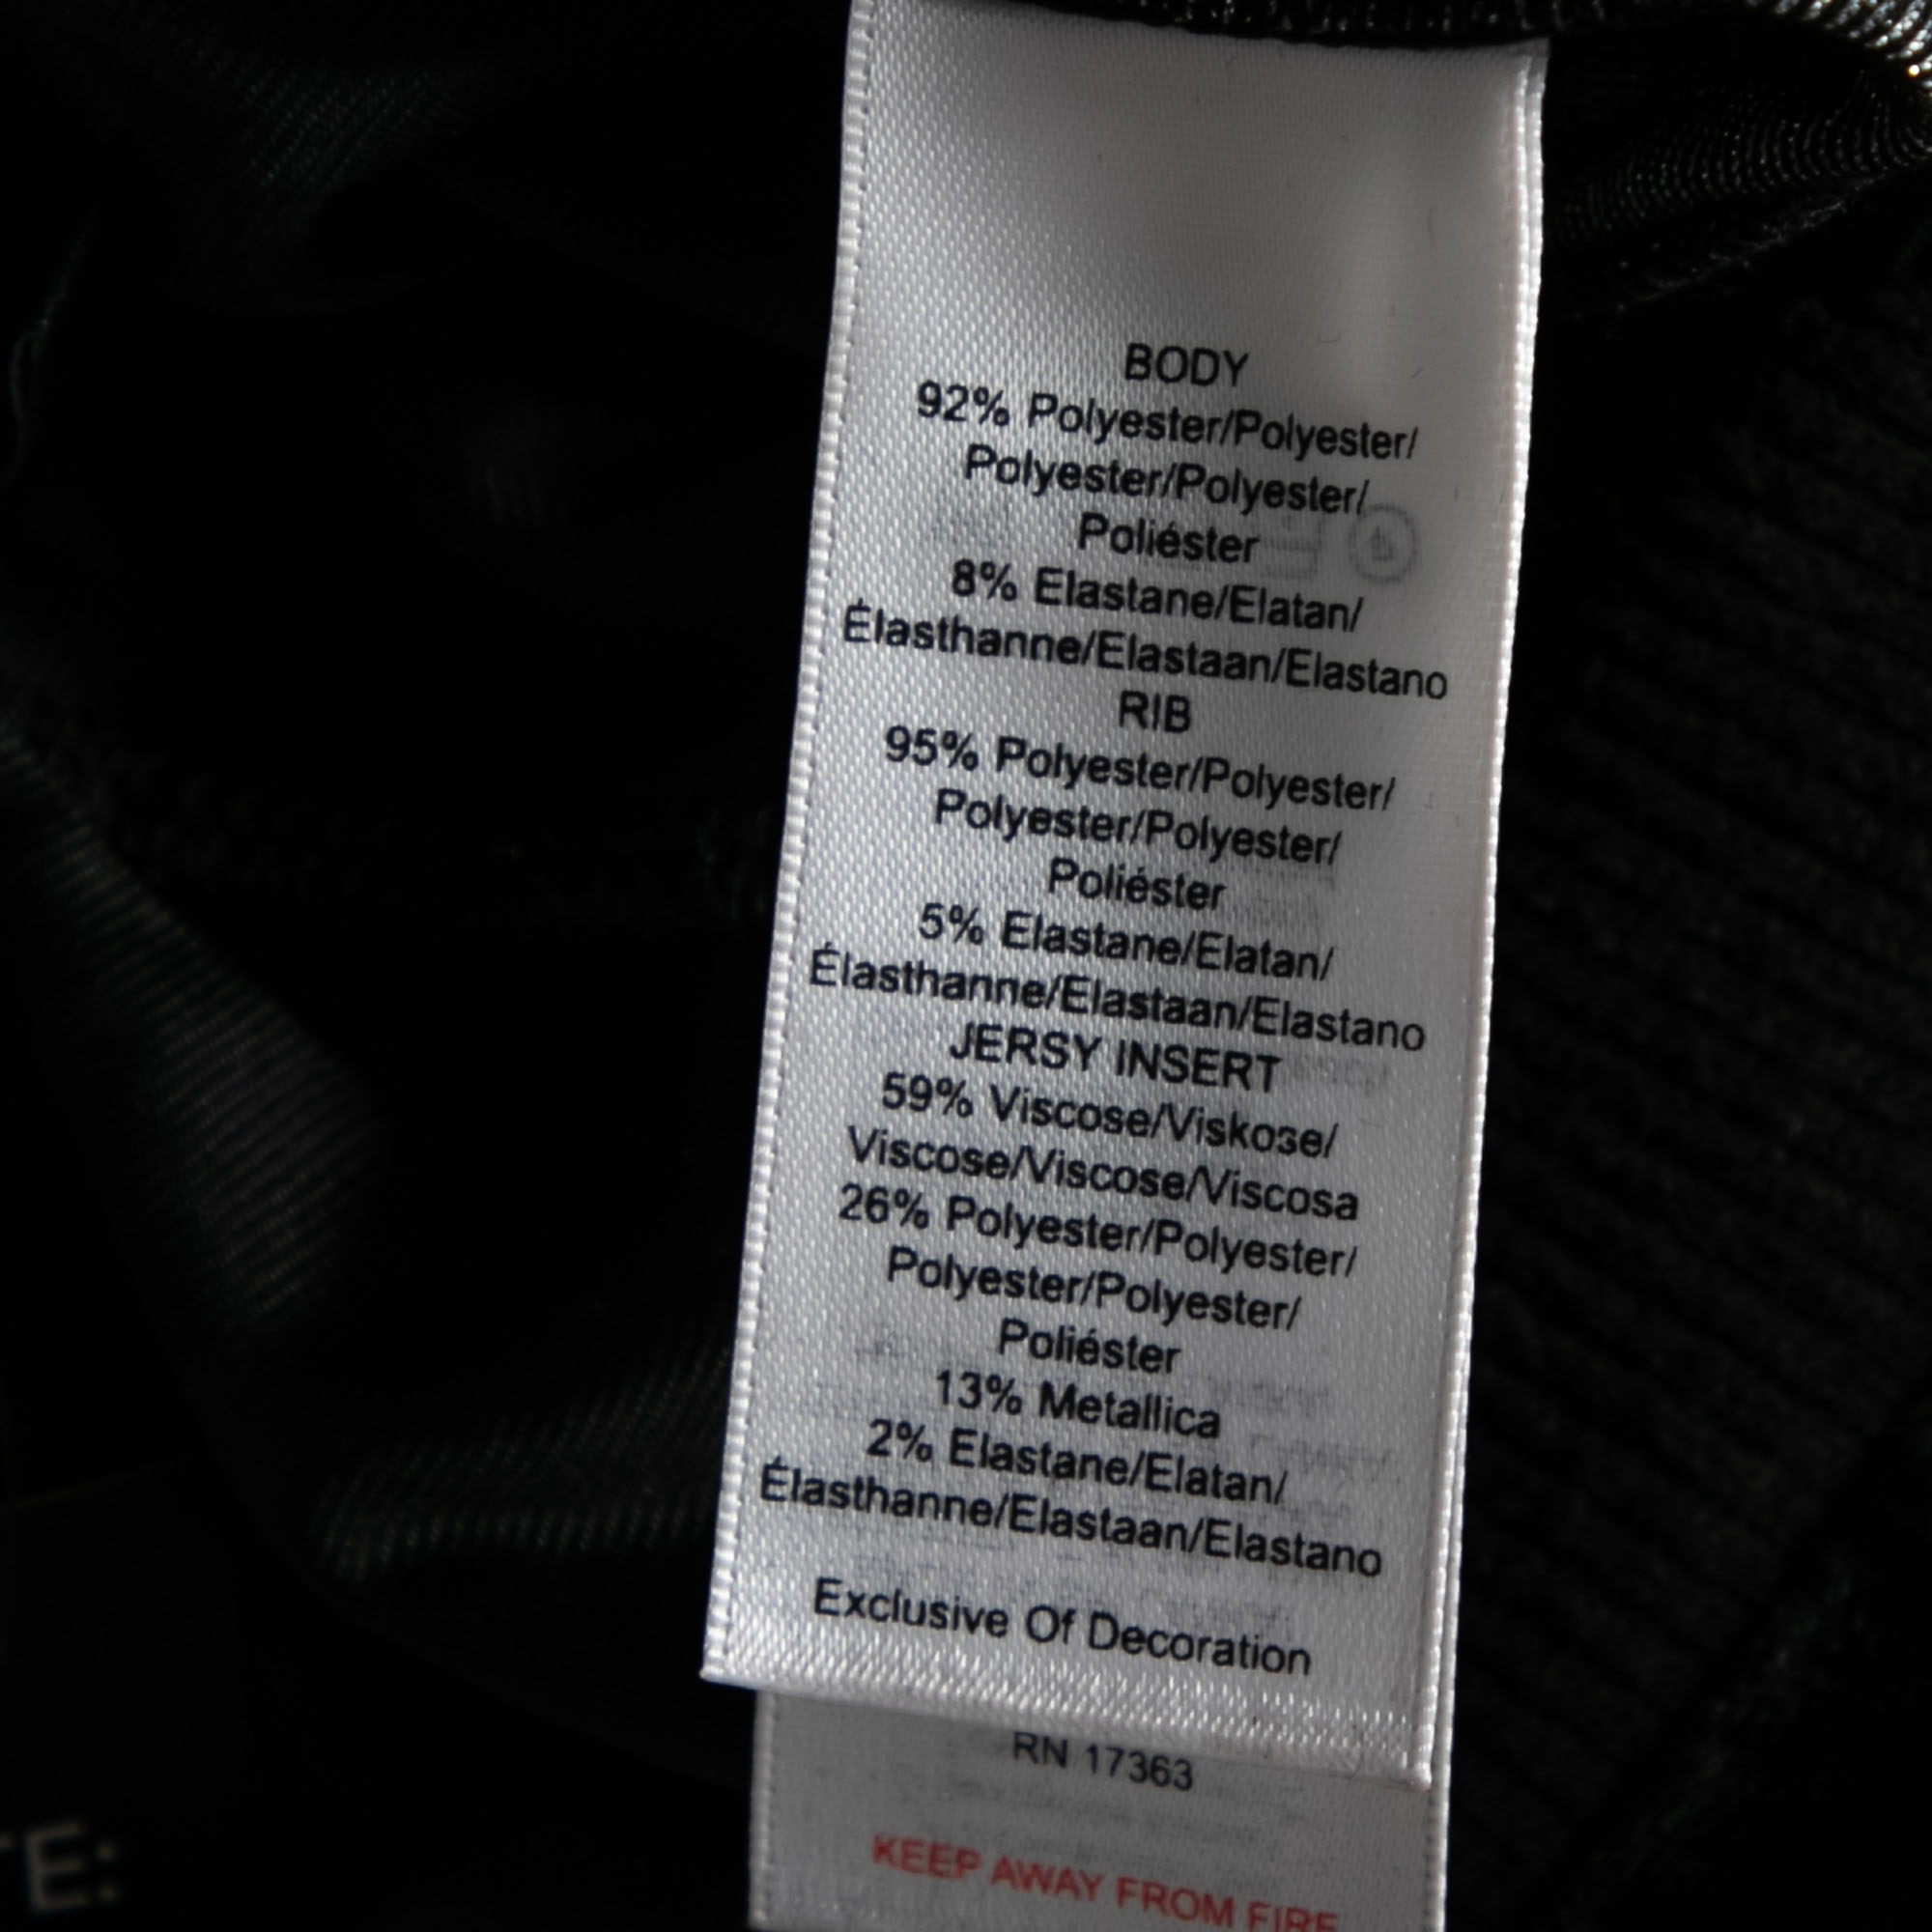 BODY
92% Polyester/Polyester/
Polyester/Polyester/
Poliéster
8% Elastane/Elatan/
Élasthanne/Elastaan/Elastano
RIB
95% Polyester/Polyester/
Polyester/Polyester/
Poliéster
5% Elastane/Elatan/
Élasthanne/Elastaan/Elastano
JERSY INSERT
59% Viscose/Viskose/
Viscose/Viscose/Viscosa
26% Polyester/Polyester/
Polyester/Polyester/
Poliéster
13% Metallica
2% Elastane/Elatan/
Élasthanne/Elastaan/Elastano
Exclusive Of Decoration
RN 17363
KEEP AWAY FROM FIRE